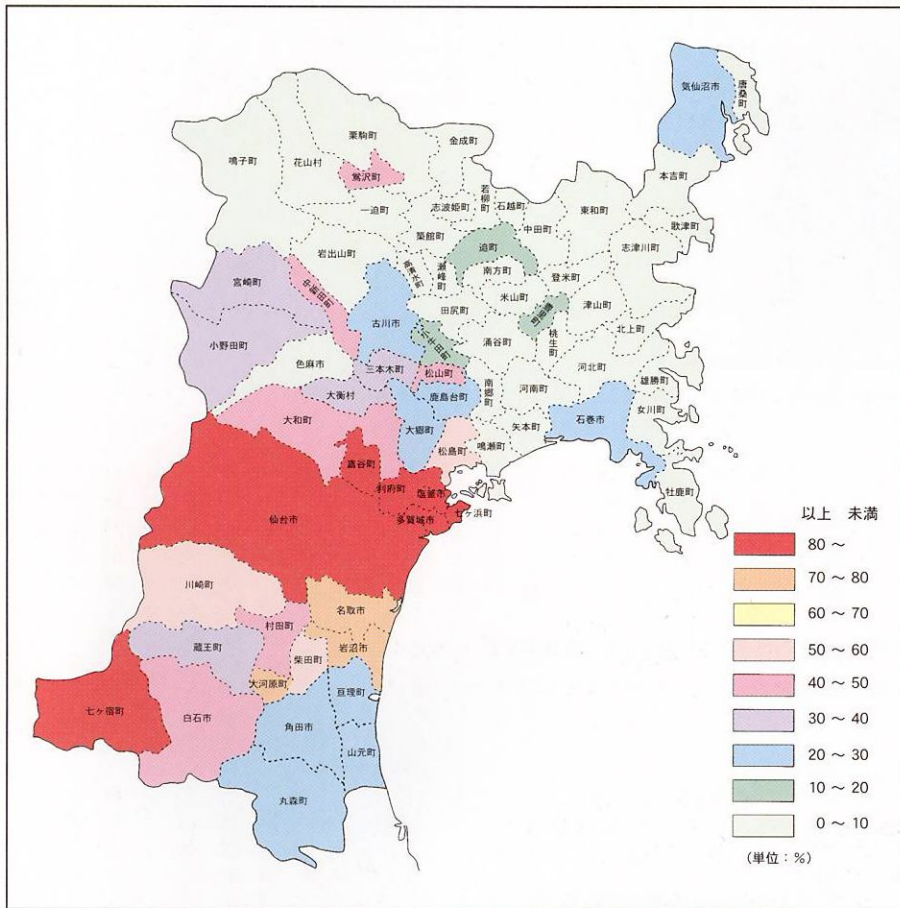 気仙沼市
唐桑町
栗駒町
金成町
鳴子町
花山村
鶯沢町
本吉町
若柳町
石越町
東和町
歌津町
一迫町
志波姫町
中田町
築館町
迫町
志津川町
岩出山町
高清水町
瀬峰町
南方町
登米町
宮崎町
中新田町
米山町
津山町
古川市
田尻町
北上町
小野田町
小牛田町
涌谷町
桃生町
色麻市
三本木町
松山町
河北町
大衡村
鹿島台町
南郷町
河南町
雄勝町
大和町
大郷町
矢本町
石巻市
女川町
松島町
鳴瀬町
富谷町
利府町
塩釜市
牡鹿町
仙台市
多賀城市
七ヶ浜町
川崎町
名取市
村田町
蔵王町
柴田町
岩沼市
大河原町
亘理町
七ヶ宿町
白石市
角田市
山元町
丸森町
以上 未満
80 ~
70 ~ 80
60 ~ 70
50 ~ 60
40 ~ 50
30 ~ 40
20 ~ 30
10 ~ 20
0 ~ 10
(単位:%)